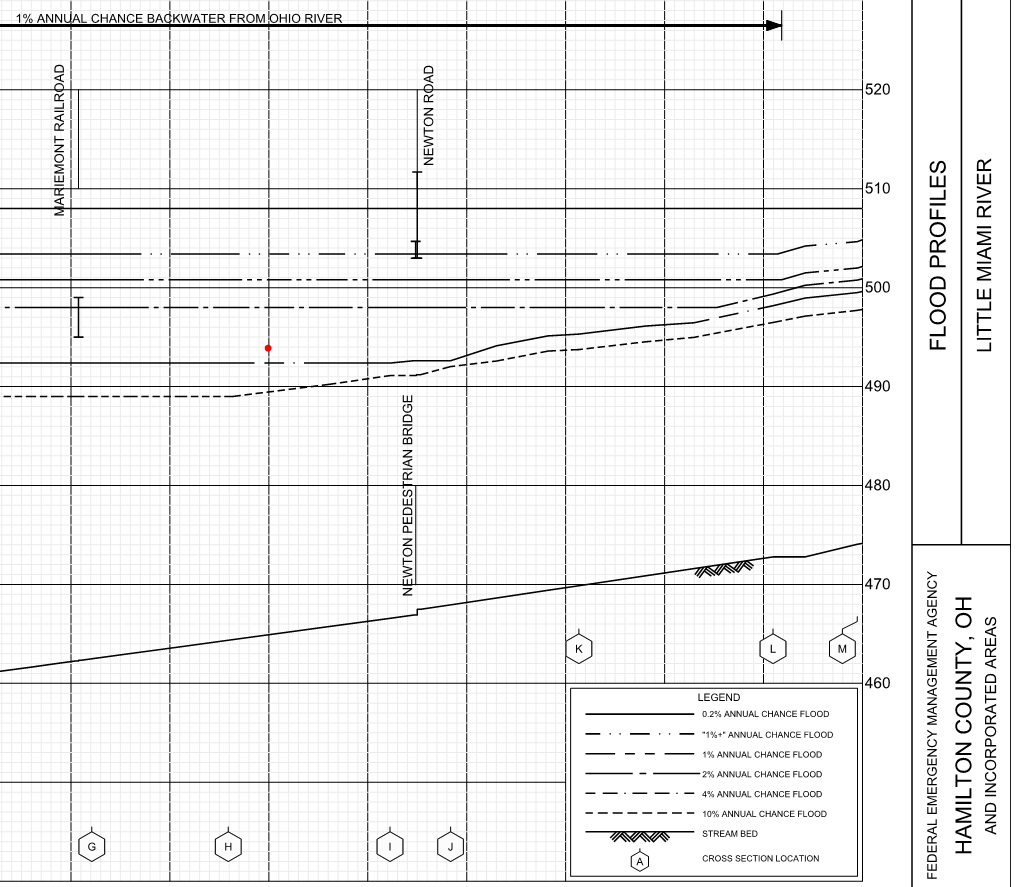 1% ANNUAL CHANCE BACKWATER FROM OHIO RIVER
MARIEMONT RAILROAD
NEWTON ROAD
NEWTON PEDESTRIAN BRIDGE
520
510
500
490
480
470
460
K
L
M
G
H
I
J
LEGEND
0.2% ANNUAL CHANCE FLOOD
"1%+" ANNUAL CHANCE FLOOD
1% ANNUAL CHANCE FLOOD
2% ANNUAL CHANCE FLOOD
4% ANNUAL CHANCE FLOOD
10% ANNUAL CHANCE FLOOD
STREAM BED
A
CROSS SECTION LOCATION
FLOOD PROFILES
LITTLE MIAMI RIVER
FEDERAL EMERGENCY MANAGEMENT AGENCY
HAMILTON COUNTY, OH
AND INCORPORATED AREAS